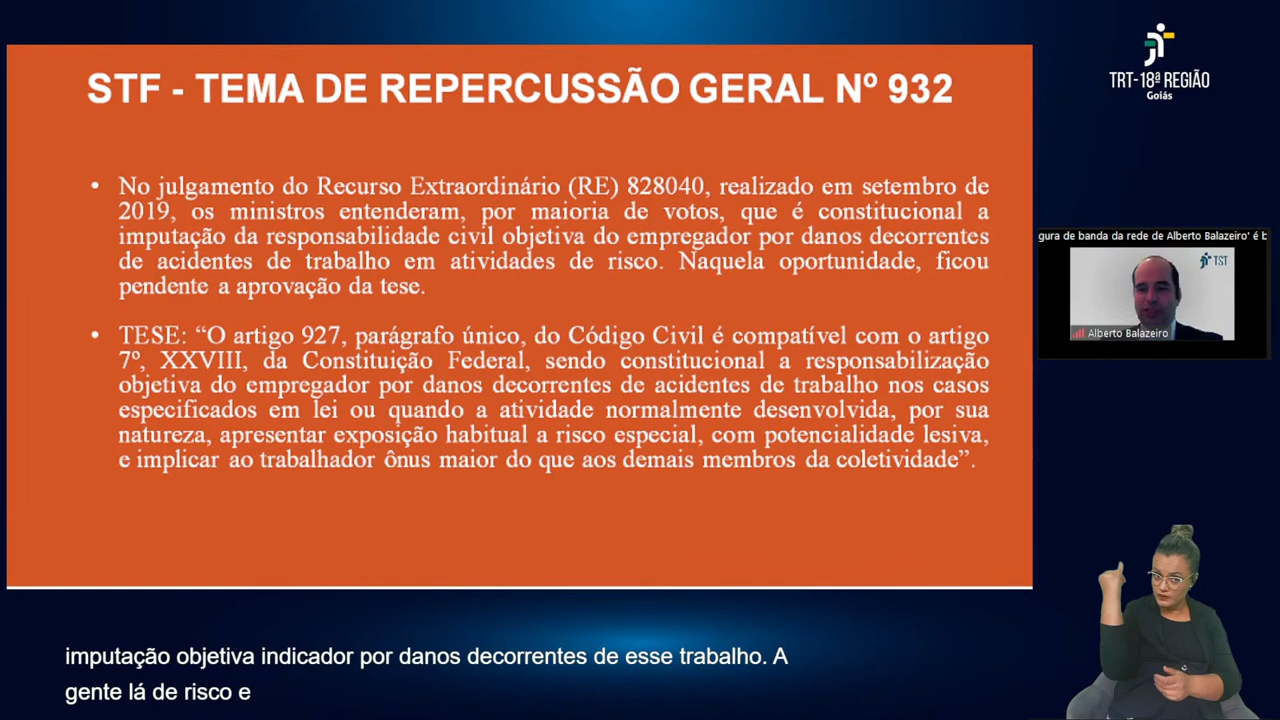 STF - TEMA DE REPERCUSSÃO GERAL Nº 932
• No julgamento do Recurso Extraordinário (RE) 828040, realizado em setembro de
2019, os ministros entenderam, por maioria de votos, que é constitucional a
imputação da responsabilidade civil objetiva do empregador por danos decorrentes
de acidentes de trabalho em atividades de risco. Naquela oportunidade, ficou
pendente a aprovação da tese.
• TESE: “O artigo 927, parágrafo único, do Código Civil é compatível com o artigo
7º, XXVIII, da Constituição Federal, sendo constitucional a responsabilização
objetiva do empregador por danos decorrentes de acidentes de trabalho nos casos
especificados em lei ou quando a atividade normalmente desenvolvida, por sua
natureza, apresentar exposição habitual a risco especial, com potencialidade lesiva,
e implicar ao trabalhador ônus maior do que aos demais membros da coletividade”.
TRT-18ª REGIÃO
Goiás
gura de banda da rede de Alberto Balazeiro' é b
TST
Alberto Balazeiro
imputação objetiva indicador por danos decorrentes de esse trabalho. A
gente lá de risco e